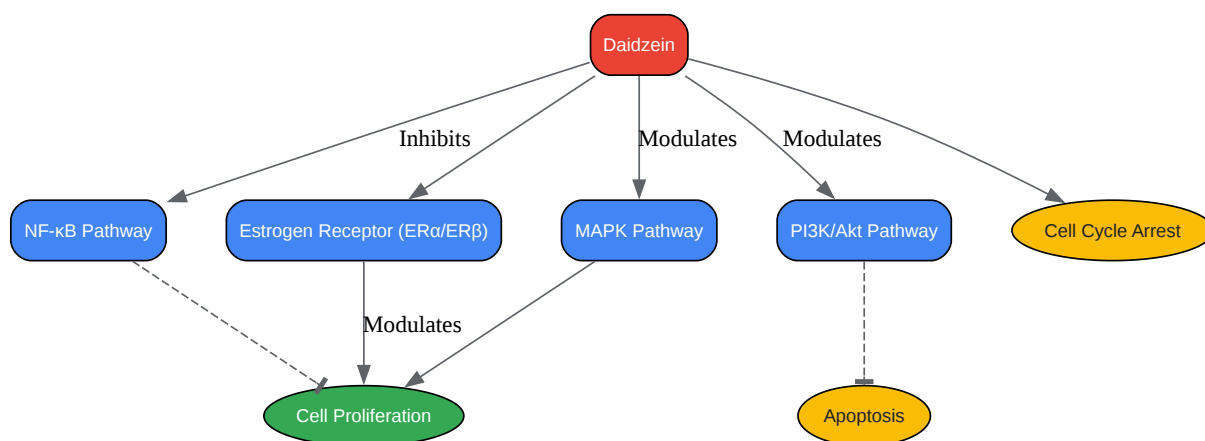 Daidzein
Inhibits
Modulates
Modulates
NF-κB Pathway
Estrogen Receptor (ERα/ERβ)
MAPK Pathway
PI3K/Akt Pathway
Cell Cycle Arrest
Modulates
Cell Proliferation
Apoptosis